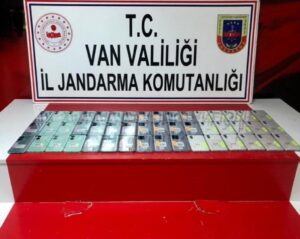 T.C.
VAN VALİLİĞİ
İL JANDARMA KOMUTANLIĞI